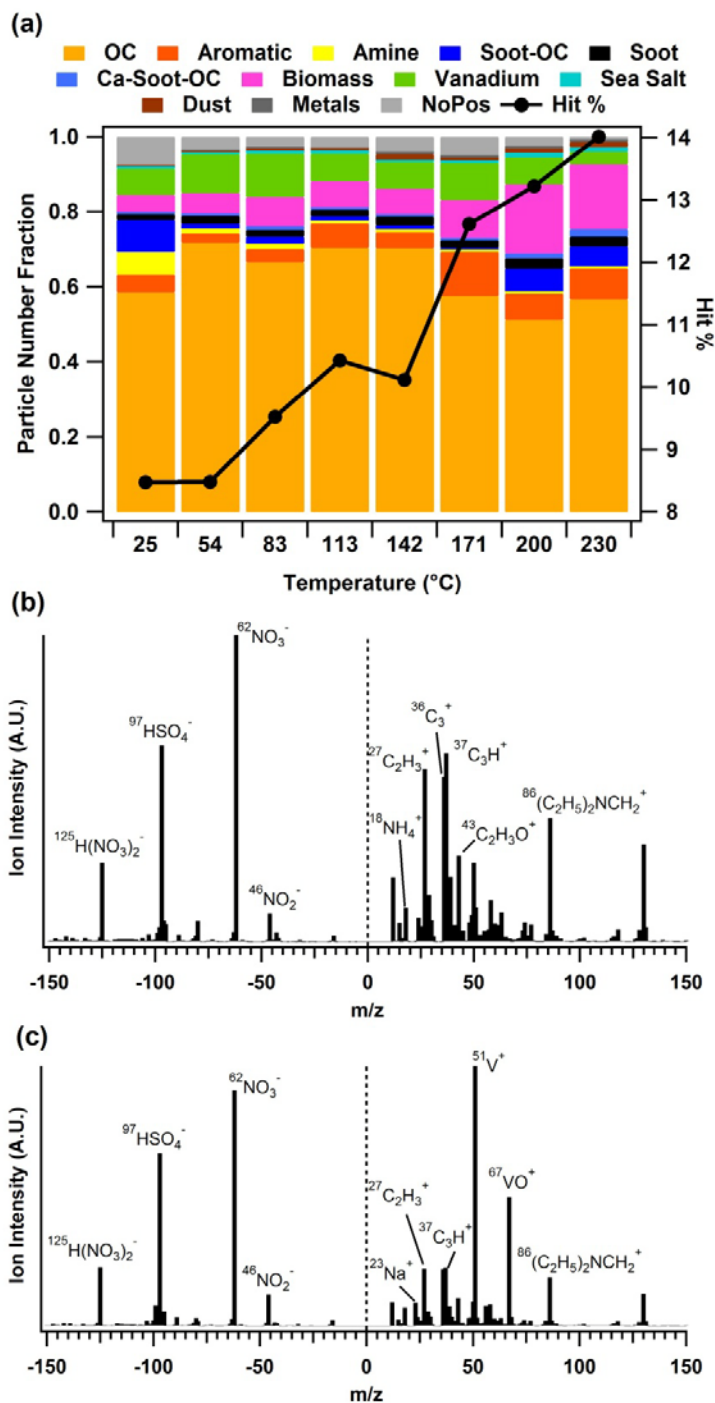 (a)
OC Aromatic Amine Soot-OC Soot
Ca-Soot-OC Biomass Vanadium Sea Salt
Dust Metals NoPos Hit %
1.0
0.8
0.6
0.4
0.2
0.0
Particle Number Fraction
14
13
12
11
10
9
8
Hit %
25 54 83 113 142 171 200 230
Temperature (°C)
(b)
Ion Intensity (A.U.)
⁶²NO₃⁻
⁹⁷HSO₄⁻
¹²⁵H(NO₃)₂⁻
⁴⁶NO₂⁻
³⁶C₃⁺
²⁷C₂H₃⁺
³⁷C₃H⁺
¹⁸NH₄⁺
⁴³C₂H₃O⁺
⁸⁶(C₂H₅)₂NCH₂⁺
-150 -100 -50 0 50 100 150
m/z
(c)
Ion Intensity (A.U.)
⁶²NO₃⁻
⁹⁷HSO₄⁻
¹²⁵H(NO₃)₂⁻
⁴⁶NO₂⁻
⁵¹V⁺
²⁷C₂H₃⁺
⁶⁷VO⁺
³⁷C₃H⁺
²³Na⁺
⁸⁶(C₂H₅)₂NCH₂⁺
-150 -100 -50 0 50 100 150
m/z